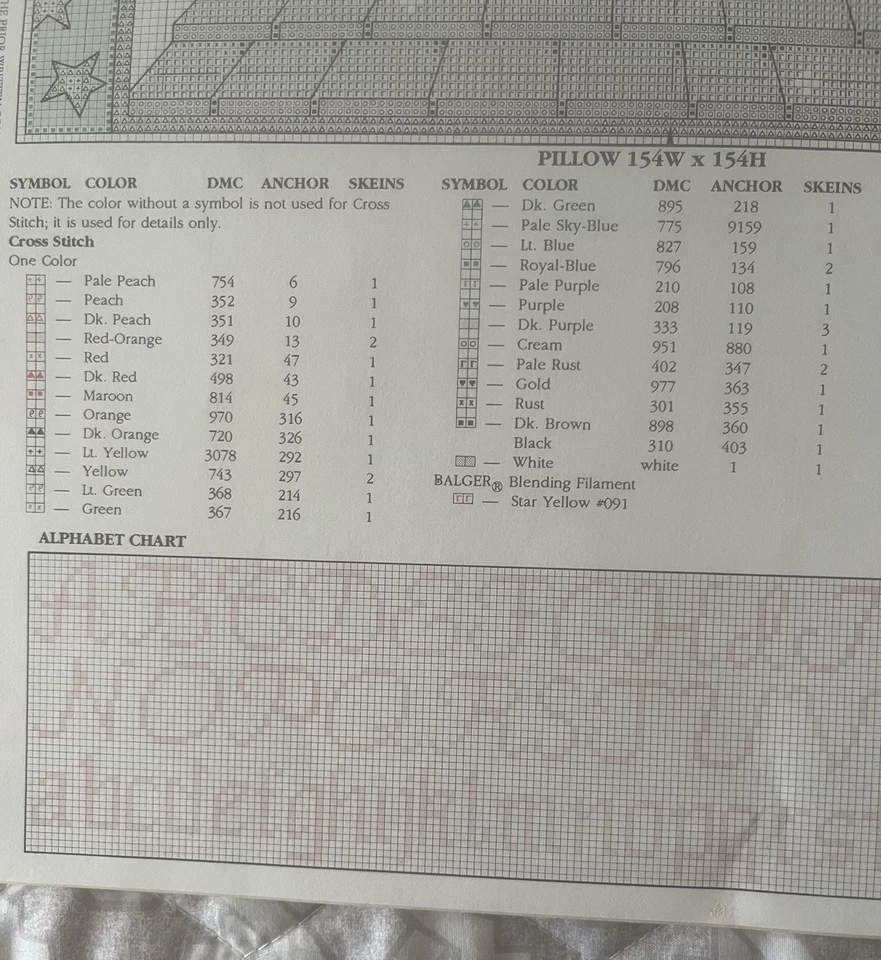 PILLOW 154W x 154H
SYMBOL COLOR DMC ANCHOR SKEINS
NOTE: The color without a symbol is not used for Cross
Stitch; it is used for details only.
Cross Stitch
One Color
— Pale Peach 754 6 1
— Peach 352 9 1
— Dk. Peach 351 10 1
— Red-Orange 349 13 2
— Red 321 47 1
— Dk. Red 498 43 1
— Maroon 814 45 1
— Orange 970 316 1
— Dk. Orange 720 326 1
— Lt. Yellow 3078 292 1
— Yellow 743 297 2
— Lt. Green 368 214 1
— Green 367 216 1
SYMBOL COLOR DMC ANCHOR SKEINS
— Dk. Green 895 218 1
— Pale Sky-Blue 775 9159 1
— Lt. Blue 827 159 1
— Royal-Blue 796 134 2
— Pale Purple 210 108 1
— Purple 208 110 1
— Dk. Purple 333 119 3
— Cream 951 880 1
— Pale Rust 402 347 2
— Gold 977 363 1
— Rust 301 355 1
— Dk. Brown 898 360 1
Black 310 403 1
— White white 1 1
BALGER® Blending Filament
— Star Yellow #091
ALPHABET CHART